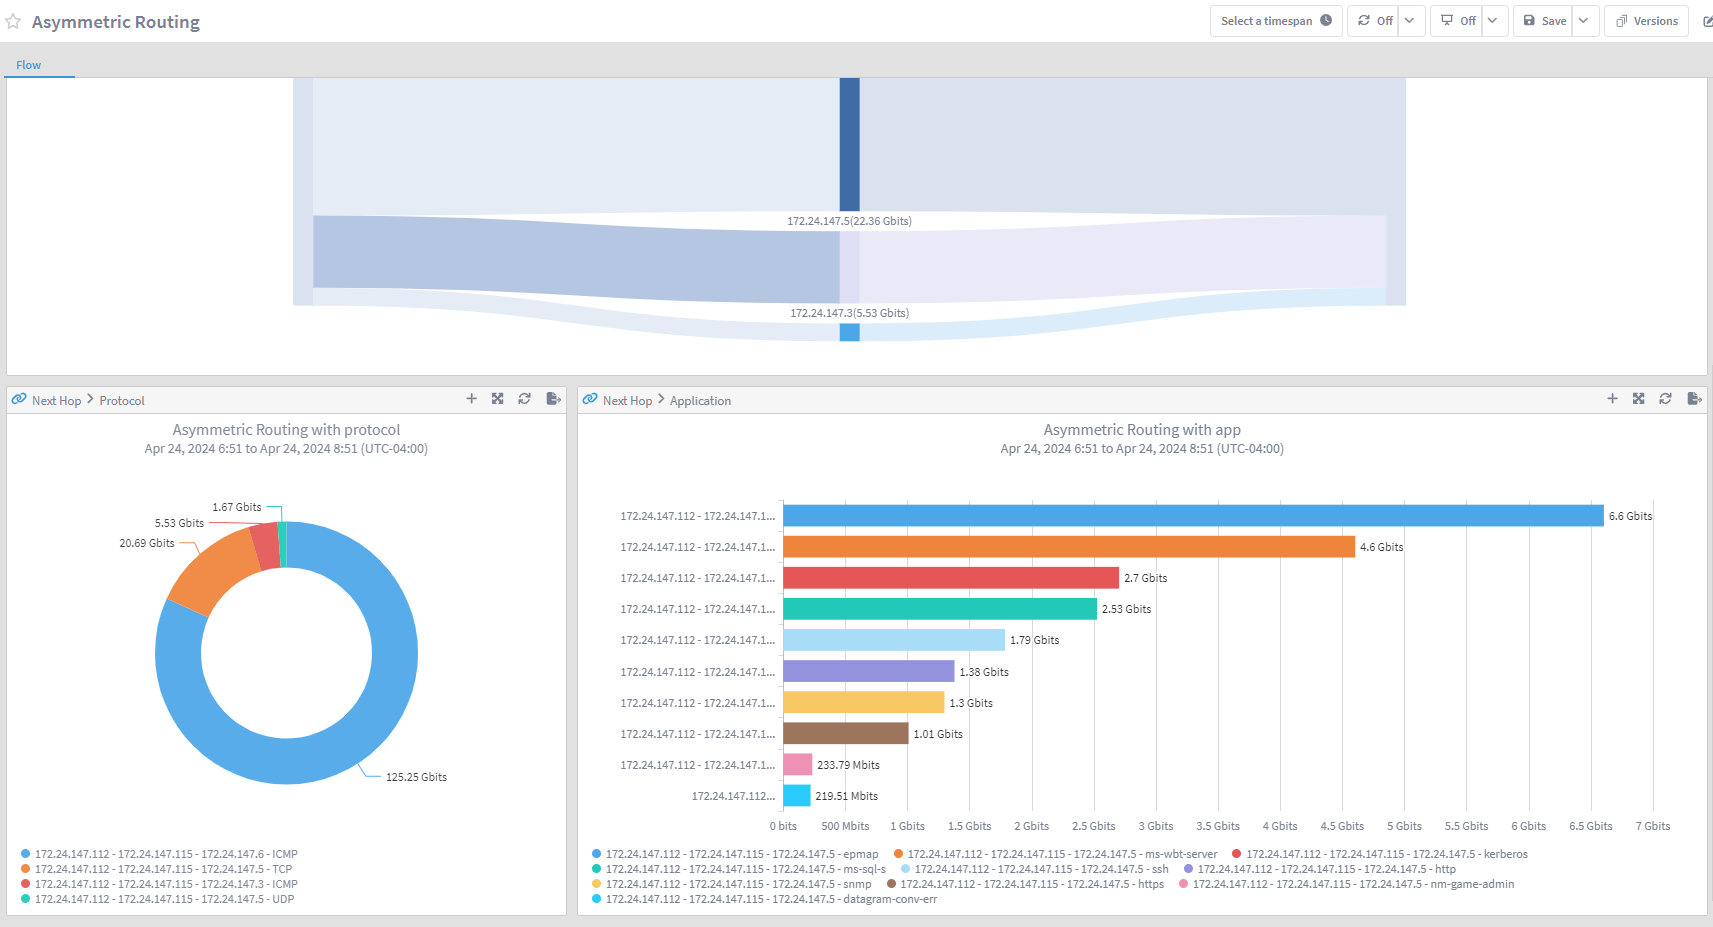 Asymmetric Routing
Select a timespan
Off
Off
Save
Versions
Flow
172.24.147.5(22.36 Gbits)
172.24.147.3(5.53 Gbits)
Next Hop > Protocol
Asymmetric Routing with protocol
Apr 24, 2024 6:51 to Apr 24, 2024 8:51 (UTC-04:00)
1.67 Gbits
5.53 Gbits
20.69 Gbits
125.25 Gbits
172.24.147.112 - 172.24.147.115 - 172.24.147.6 - ICMP
172.24.147.112 - 172.24.147.115 - 172.24.147.5 - TCP
172.24.147.112 - 172.24.147.115 - 172.24.147.3 - ICMP
172.24.147.112 - 172.24.147.115 - 172.24.147.5 - UDP
Next Hop > Application
Asymmetric Routing with app
Apr 24, 2024 6:51 to Apr 24, 2024 8:51 (UTC-04:00)
172.24.147.112 - 172.24.147.1... 6.6 Gbits
172.24.147.112 - 172.24.147.1... 4.6 Gbits
172.24.147.112 - 172.24.147.1... 2.7 Gbits
172.24.147.112 - 172.24.147.1... 2.53 Gbits
172.24.147.112 - 172.24.147.1... 1.79 Gbits
172.24.147.112 - 172.24.147.1... 1.38 Gbits
172.24.147.112 - 172.24.147.1... 1.3 Gbits
172.24.147.112 - 172.24.147.1... 1.01 Gbits
172.24.147.112 - 172.24.147.1... 233.79 Mbits
172.24.147.112... 219.51 Mbits
0 bits 500 Mbits 1 Gbits 1.5 Gbits 2 Gbits 2.5 Gbits 3 Gbits 3.5 Gbits 4 Gbits 4.5 Gbits 5 Gbits 5.5 Gbits 6 Gbits 6.5 Gbits 7 Gbits
172.24.147.112 - 172.24.147.115 - 172.24.147.5 - epmap 172.24.147.112 - 172.24.147.115 - 172.24.147.5 - ms-wbt-server 172.24.147.112 - 172.24.147.115 - 172.24.147.5 - kerberos
172.24.147.112 - 172.24.147.115 - 172.24.147.5 - ms-sql-s 172.24.147.112 - 172.24.147.115 - 172.24.147.5 - ssh 172.24.147.112 - 172.24.147.115 - 172.24.147.5 - http
172.24.147.112 - 172.24.147.115 - 172.24.147.5 - snmp 172.24.147.112 - 172.24.147.115 - 172.24.147.5 - https 172.24.147.112 - 172.24.147.115 - 172.24.147.5 - nm-game-admin
172.24.147.112 - 172.24.147.115 - 172.24.147.5 - datagram-conv-err